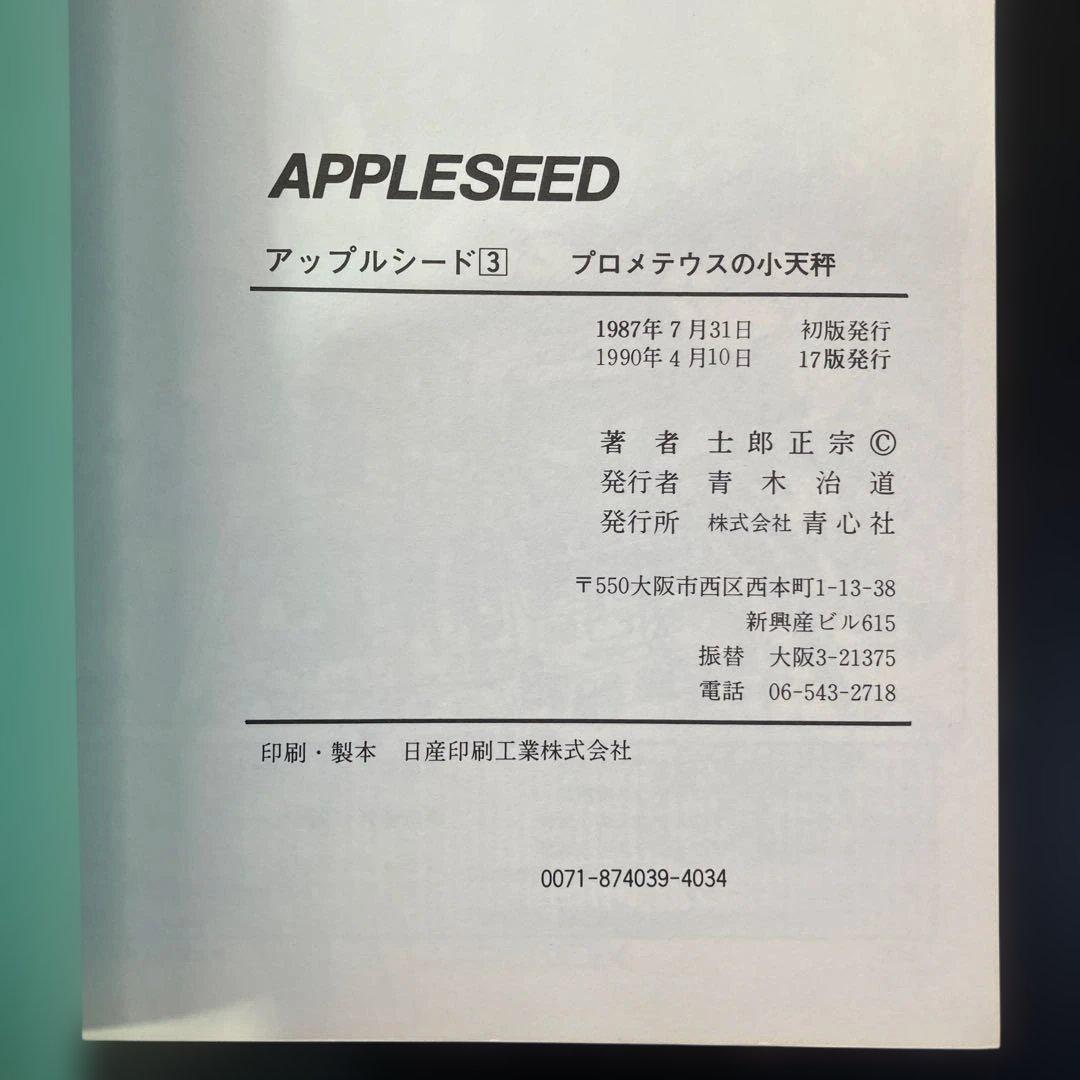 APPLESEED
アップルシード3 プロメテウスの小天秤
1987年7月31日 初版発行
1990年4月10日 17版発行
著者 士郎正宗©
発行者 青木治道
発行所 株式会社青心社
〒550大阪市西区西本町1-13-38
新興産ビル615
振替 大阪3-21375
電話 06-543-2718
印刷・製本 日産印刷工業株式会社
0071-874039-4034